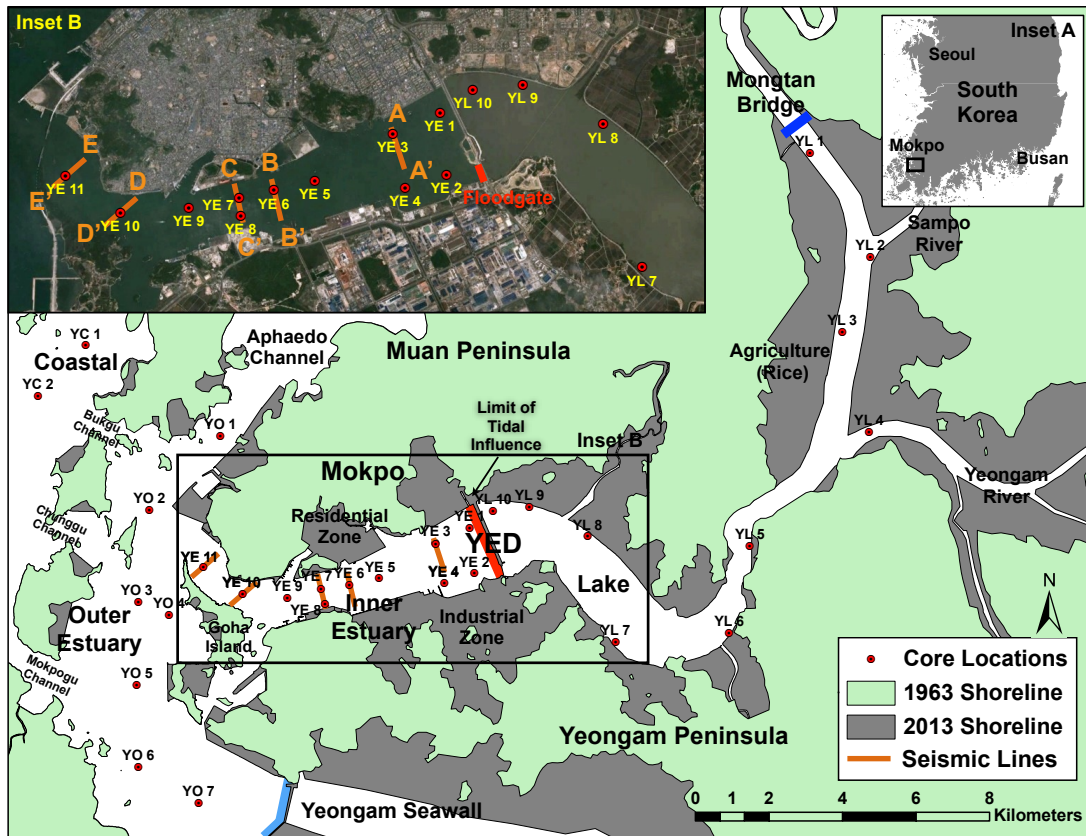 Inset B
E
E'
YE 11
D
D'
YE 10
YE 9
C
YE 7
YE 8
C'
B
YE 6
B'
YE 5
A
YE 3
A'
YE 4
YE 1
YE 2
YL 10
YL 9
YL 8
YL 7
Floodgate
Inset A
Seoul
South
Korea
Mokpo
Busan
Mongtan
Bridge
YL 1
Sampo
River
YL 2
YL 3
Agriculture
(Rice)
YL 4
Yeongam
River
YL 5
YL 6
YC 1
Coastal
YC 2
Aphaedo
Channel
Muan Peninsula
Bukgu
Channel
YO 1
Limit of
Tidal
Influence
Inset B
Mokpo
YO 2
Chunggu
Channel
Residential
Zone
YL 10
YL 9
YE 1
YL 8
YE 3
YED
YE 11
YE 10
YE 9
YE 7
YE 8
YE 6
YE 5
YE 4
YE 2
Lake
YO 3
YO 4
Outer
Estuary
Inner
Estuary
Goha
Island
Industrial
Zone
YL 7
Mokpogu
Channel
YO 5
YO 6
YO 7
Yeongam Peninsula
Yeongam Seawall
N
Core Locations
1963 Shoreline
2013 Shoreline
Seismic Lines
0 1 2 4 6 8
Kilometers